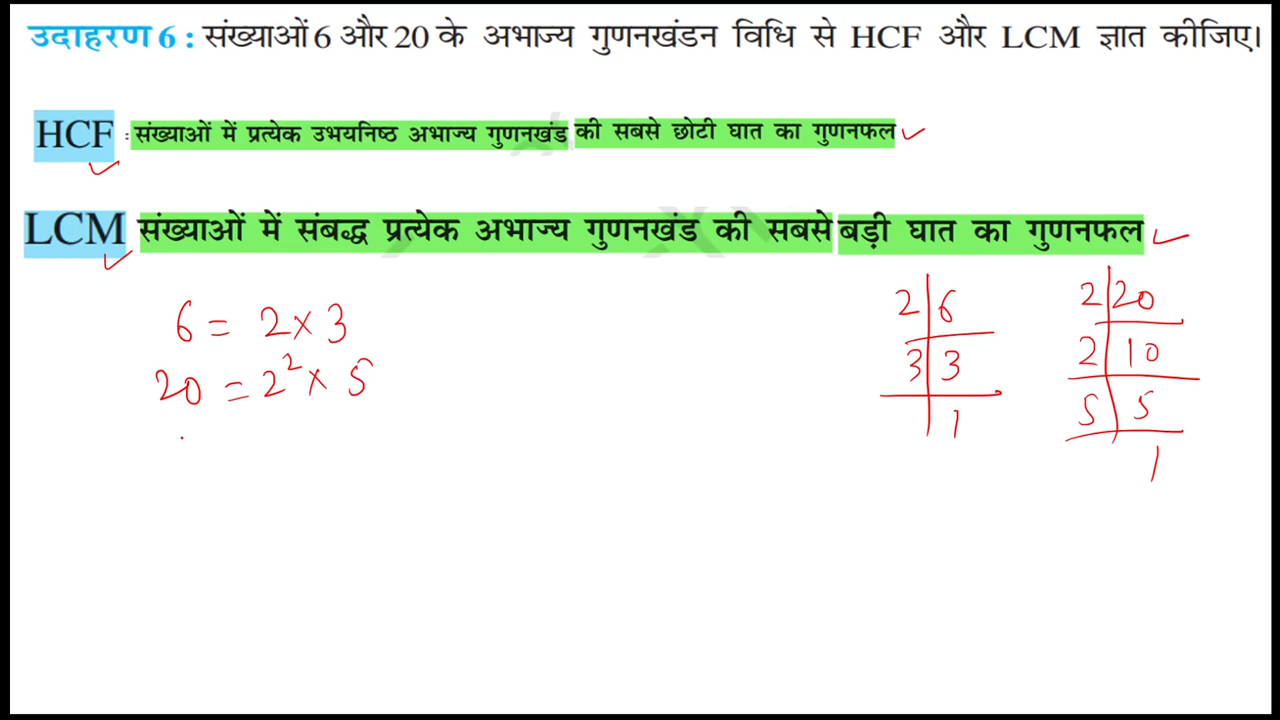 उदाहरण 6 : संख्याओं 6 और 20 के अभाज्य गुणनखंडन विधि से HCF और LCM ज्ञात कीजिए।
HCF : संख्याओं में प्रत्येक उभयनिष्ठ अभाज्य गुणनखंड की सबसे छोटी घात का गुणनफल
LCM संख्याओं में संबद्ध प्रत्येक अभाज्य गुणनखंड की सबसे बड़ी घात का गुणनफल
6 = 2 × 3
20 = 2² × 5
2 | 6
3 | 3
1
2 | 20
2 | 10
5 | 5
1